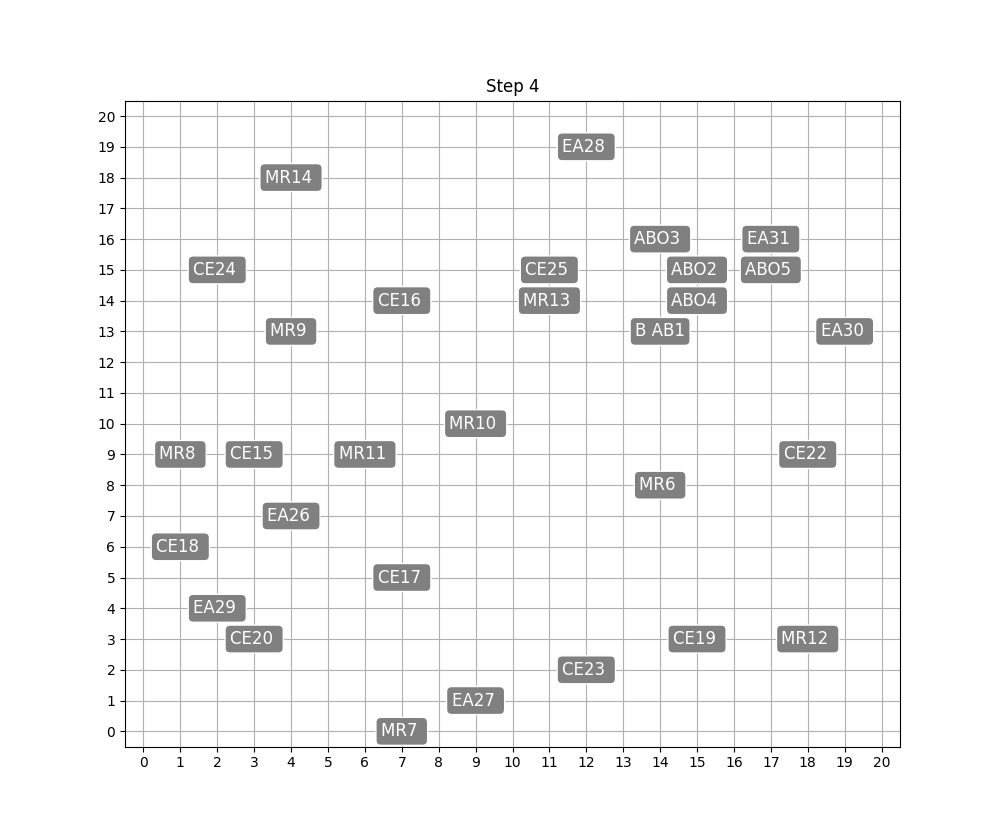 Step 4
20
19 EA28
18 MR14
17
16 ABO3 EA31
15 CE24 CE25 ABO2 ABO5
14 CE16 MR13 ABO4
13 MR9 B AB1 EA30
12
11
10 MR10
9 MR8 CE15 MR11 CE22
8 MR6
7 EA26
6 CE18
5 CE17
4 EA29
3 CE20 CE19 MR12
2 CE23
1 EA27
0 MR7
0 1 2 3 4 5 6 7 8 9 10 11 12 13 14 15 16 17 18 19 20